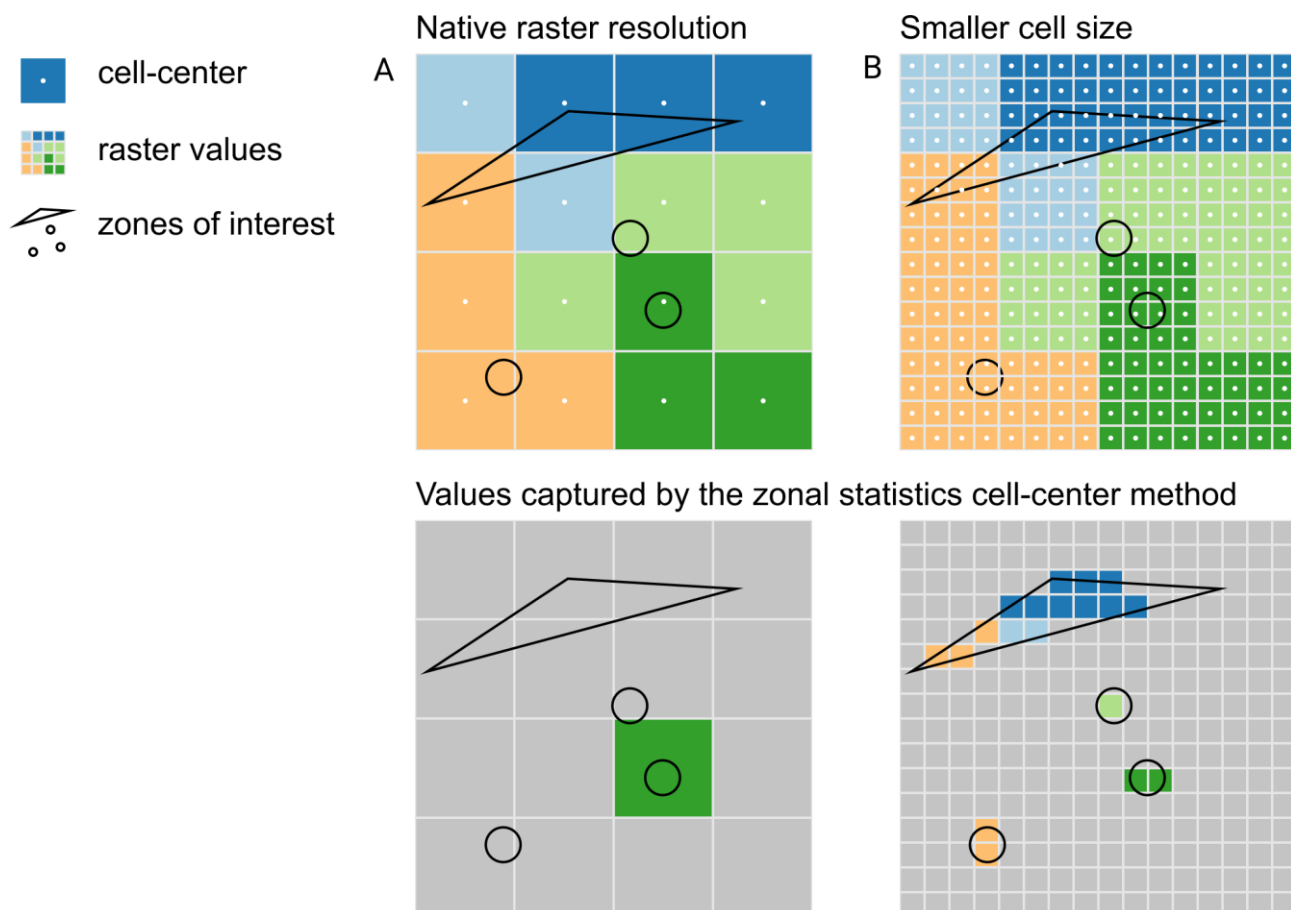 Native raster resolution
Smaller cell size
A
B
cell-center
raster values
zones of interest
Values captured by the zonal statistics cell-center method